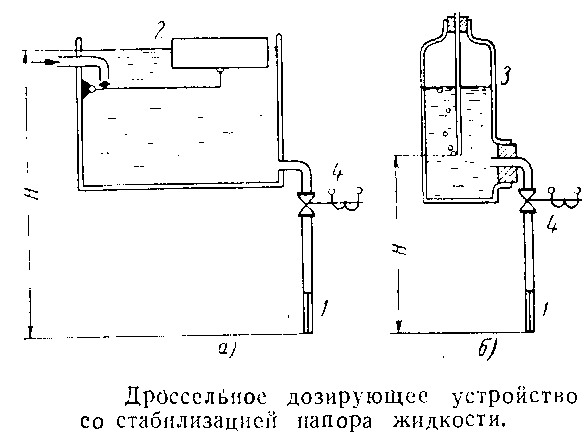 2
3
H
4
4
H
1
1
а)
б)
Дроссельное дозирующее устройство
со стабилизацией напора жидкости.